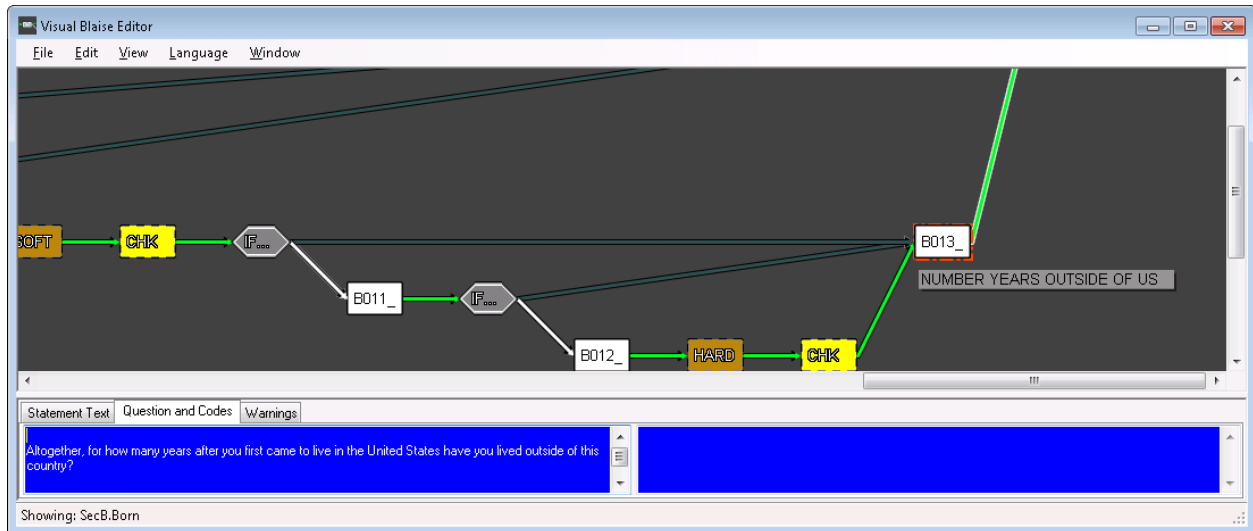 Visual Blaise Editor
File Edit View Language Window
SOFT CHK IF... B013_
NUMBER YEARS OUTSIDE OF US
B011_ IF...
B012_ HARD CHK
Statement Text Question and Codes Warnings
Altogether, for how many years after you first came to live in the United States have you lived outside of this
country?
Showing: SecB.Born